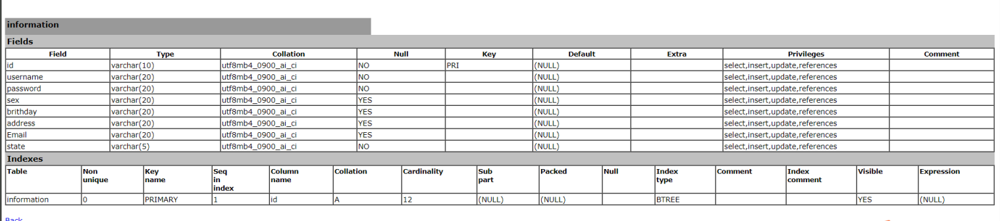 information
Fields
Field Type Collation Null Key Default Extra Privileges Comment
id varchar(10) utf8mb4_0900_ai_ci NO PRI (NULL) select,insert,update,references
username varchar(20) utf8mb4_0900_ai_ci NO (NULL) select,insert,update,references
password varchar(20) utf8mb4_0900_ai_ci NO (NULL) select,insert,update,references
sex varchar(20) utf8mb4_0900_ai_ci YES (NULL) select,insert,update,references
brithday varchar(20) utf8mb4_0900_ai_ci YES (NULL) select,insert,update,references
address varchar(20) utf8mb4_0900_ai_ci YES (NULL) select,insert,update,references
Email varchar(20) utf8mb4_0900_ai_ci YES (NULL) select,insert,update,references
state varchar(5) utf8mb4_0900_ai_ci NO (NULL) select,insert,update,references
Indexes
Table Non unique Key name Seq in index Column name Collation Cardinality Sub part Packed Null Index type Comment Index comment Visible Expression
information 0 PRIMARY 1 id A 12 (NULL) (NULL) BTREE YES (NULL)
Back